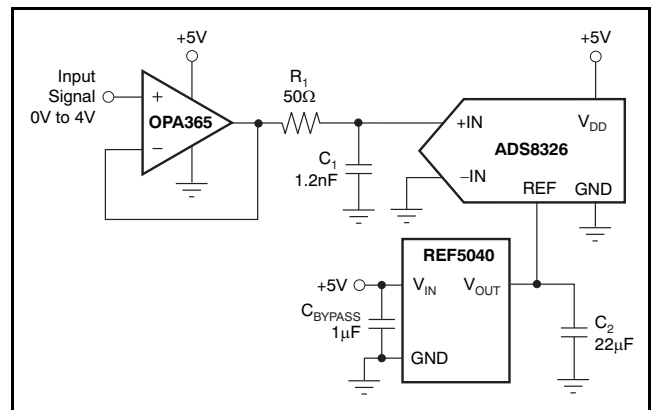 +5V
Input
Signal
0V to 4V
+
−
OPA365
R1
50Ω
C1
1.2nF
+5V
+IN
−IN
VDD
ADS8326
REF
GND
REF5040
+5V
VIN
VOUT
CBYPASS
1µF
GND
C2
22µF